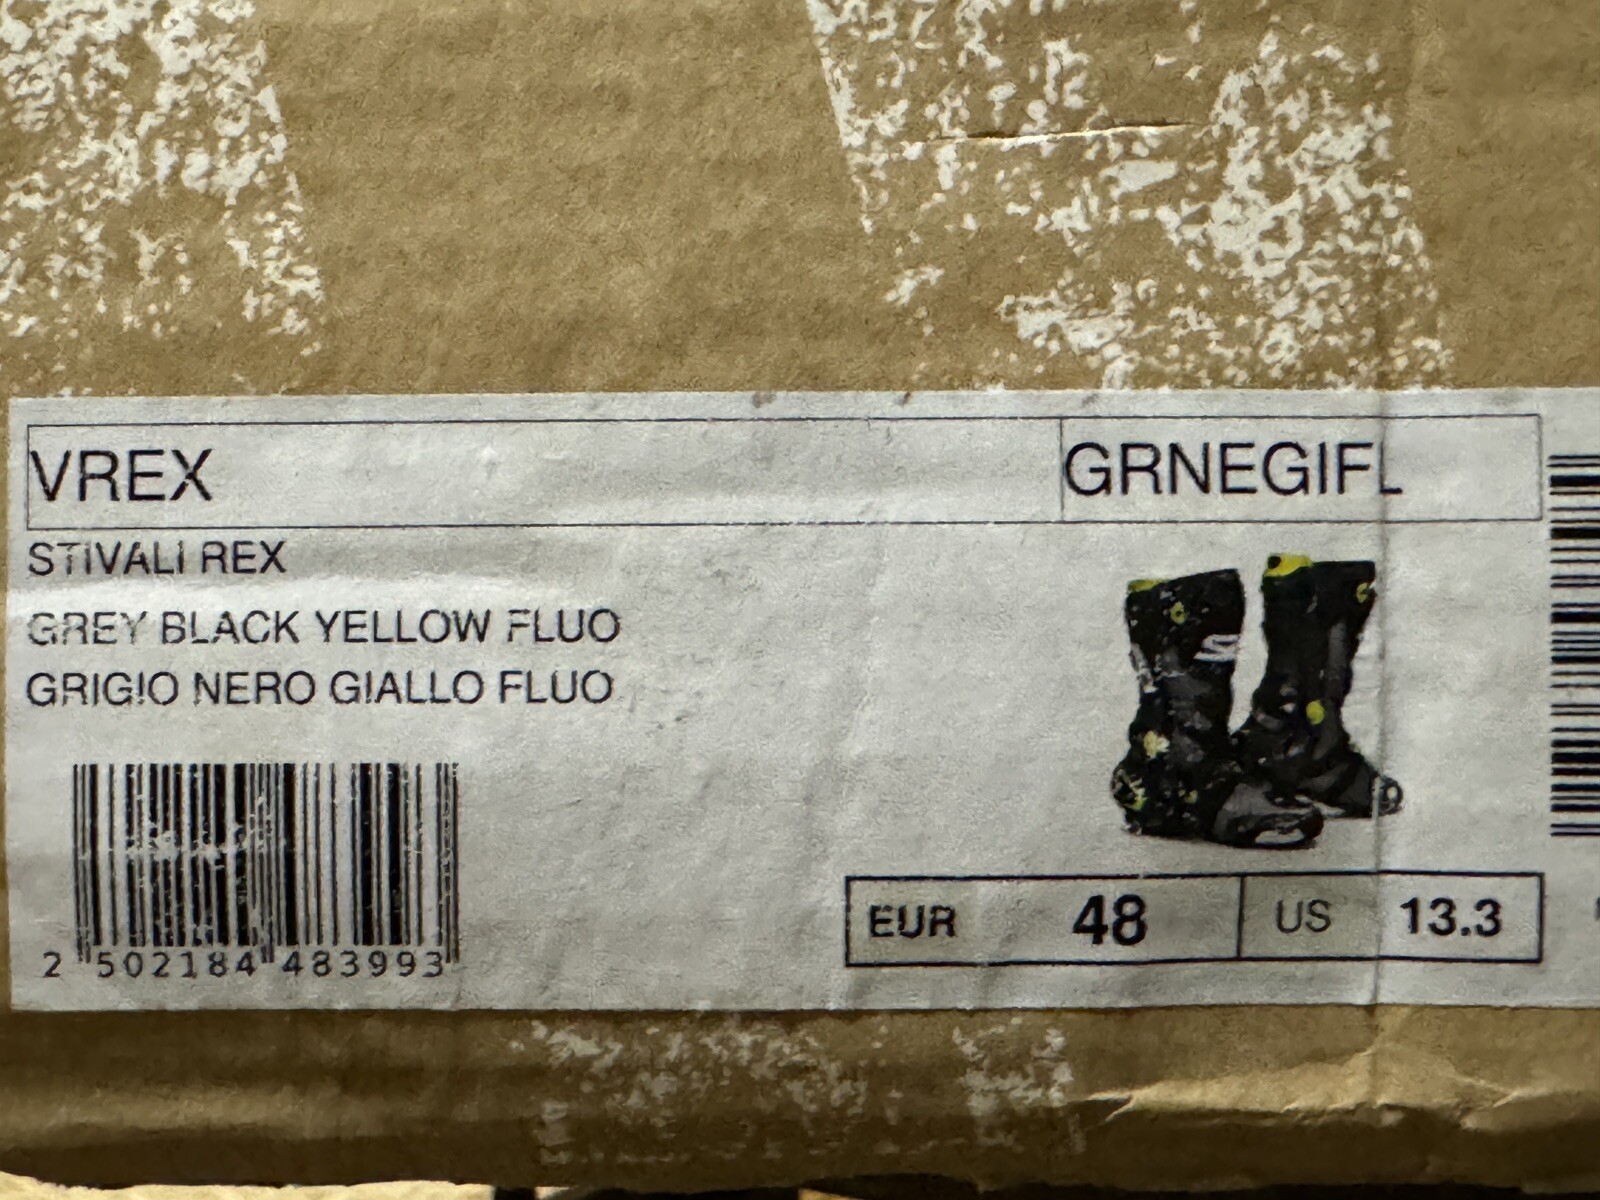 VREX
GRNEGIFL
STIVALI REX
GREY BLACK YELLOW FLUO
GRIGIO NERO GIALLO FLUO
2 502184 483993
EUR 48 US 13.3